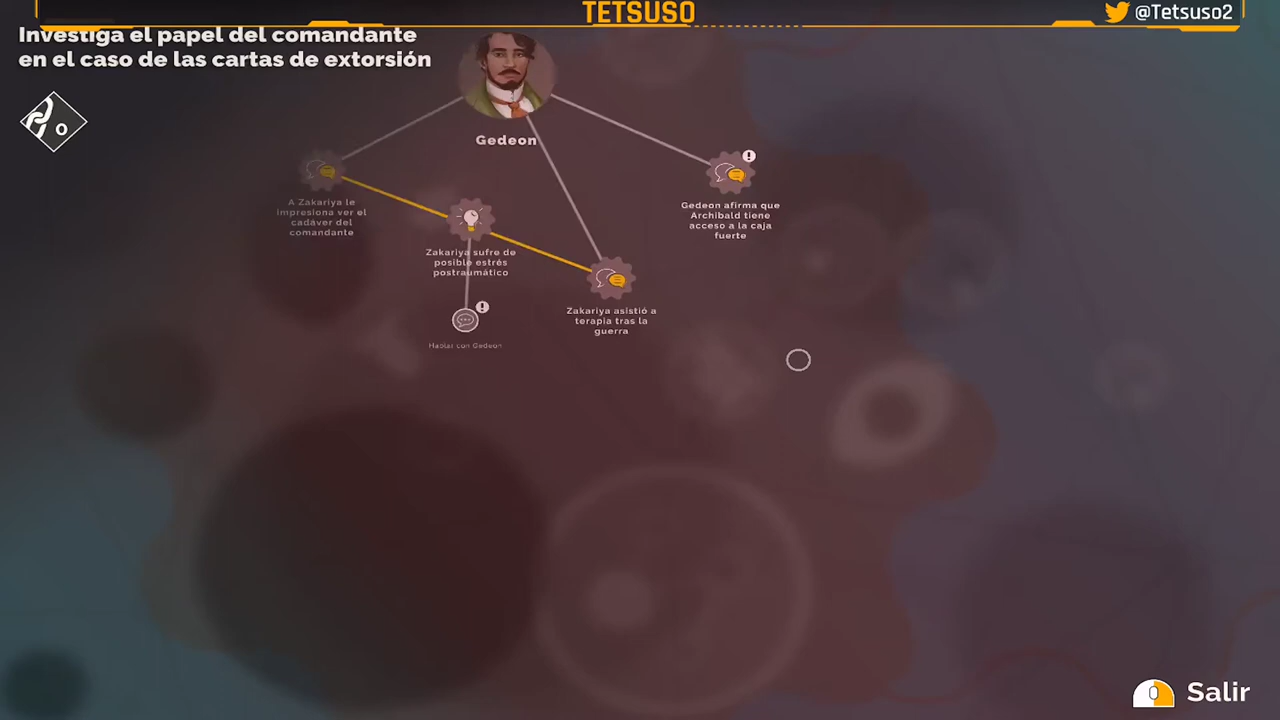 TETSUSO
@Tetsuso2
Investiga el papel del comandante
en el caso de las cartas de extorsión
0
Gedeon
A Zakariya le
impresiona ver el
cadáver del
comandante
Zakariya sufre de
posible estrés
postraumático
Hablar con Gedeon
Zakariya asistió a
terapia tras la
guerra
Gedeon afirma que
Archibald tiene
acceso a la caja
fuerte
Salir